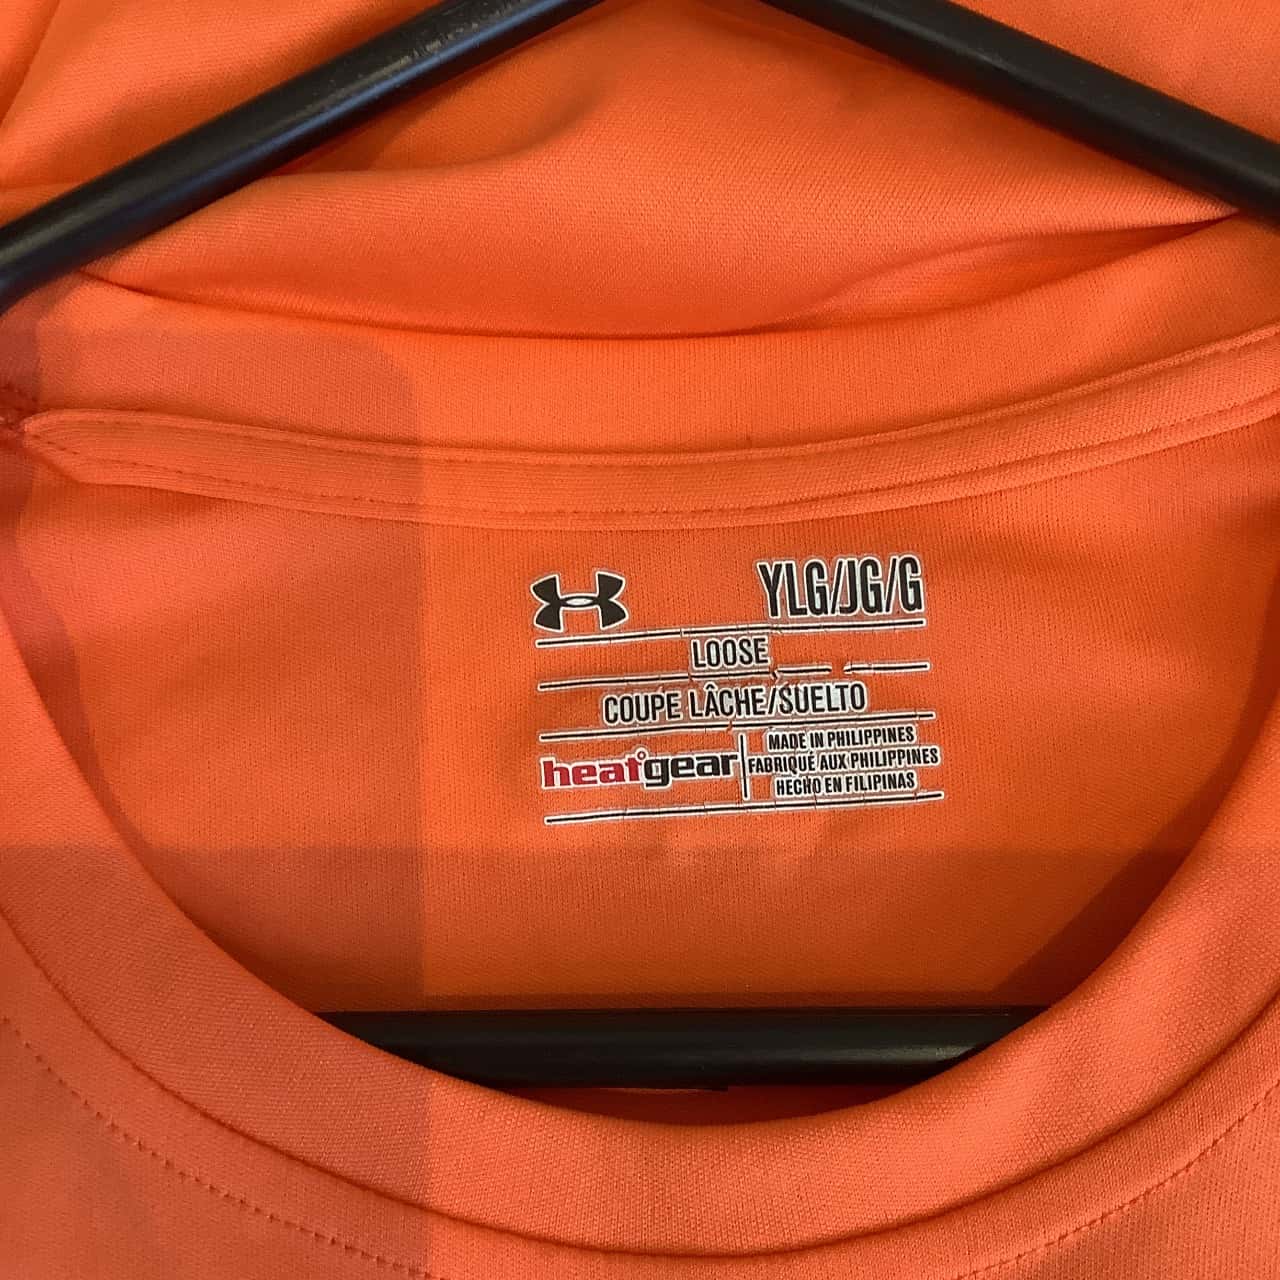 YLG/JG/G
LOOSE
COUPE LÂCHE/SUELTO
heatgear
MADE IN PHILIPPINES
FABRIQUÉ AUX PHILIPPINES
HECHO EN FILIPINAS